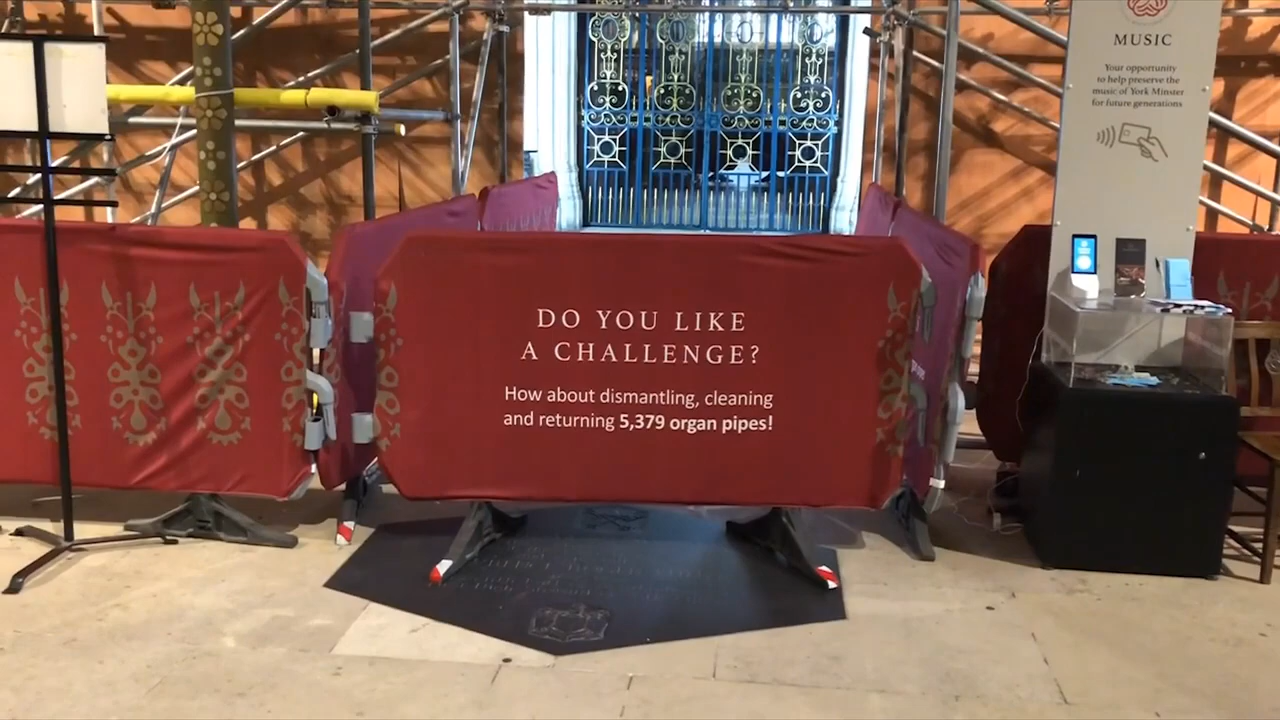 DO YOU LIKE
A CHALLENGE?
How about dismantling, cleaning
and returning 5,379 organ pipes!
MUSIC
Your opportunity
to help preserve the
music of York Minster
for future generations